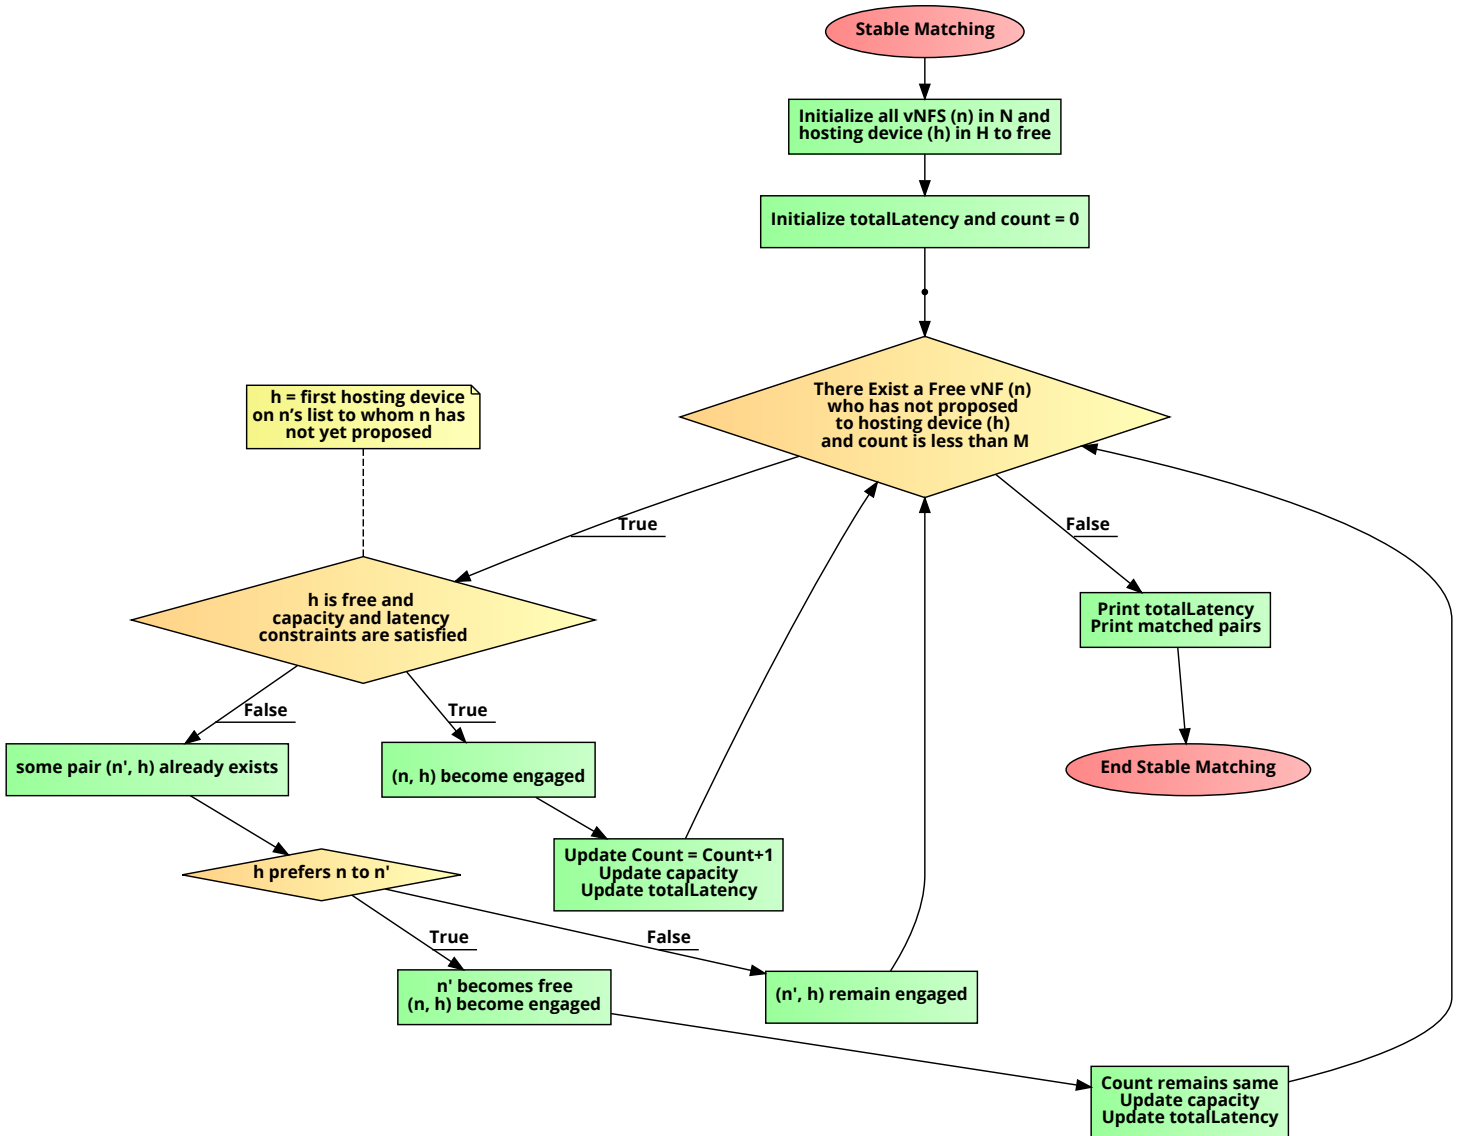 Stable Matching
Initialize all vNFS (n) in N and
hosting device (h) in H to free
Initialize totalLatency and count = 0
There Exist a Free vNF (n)
who has not proposed
to hosting device (h)
and count is less than M
h = first hosting device
on n’s list to whom n has
not yet proposed
True
False
h is free and
capacity and latency
constraints are satisfied
Print totalLatency
Print matched pairs
False
True
some pair (n', h) already exists
(n, h) become engaged
End Stable Matching
Update Count = Count+1
Update capacity
Update totalLatency
h prefers n to n'
True
False
n' becomes free
(n, h) become engaged
(n', h) remain engaged
Count remains same
Update capacity
Update totalLatency